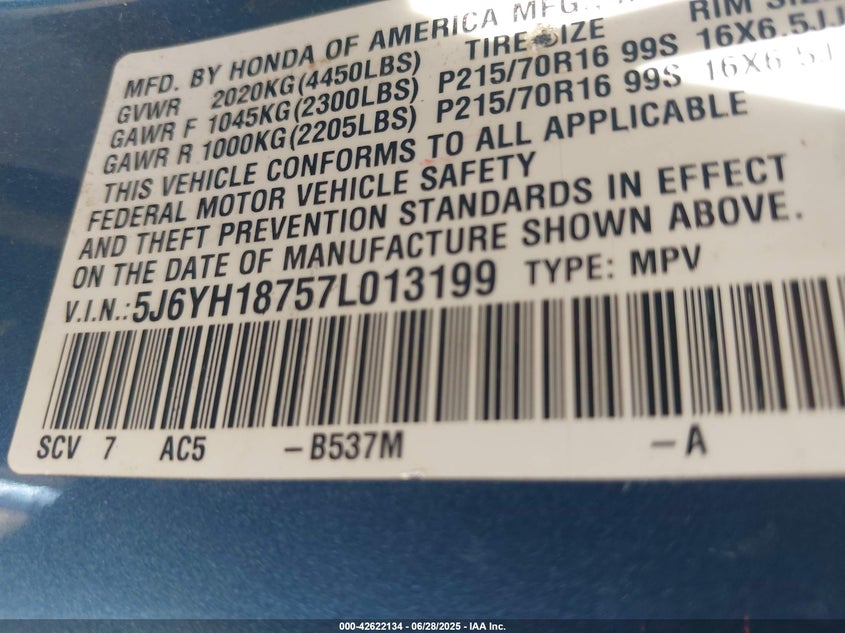 MFD. BY HONDA OF AMERICA MFG.
TIRE SIZE RIM
GVWR 2020KG(4450LBS)
GAWR F 1045KG(2300LBS) P215/70R16 99S 16X6.5JJ
GAWR R 1000KG(2205LBS) P215/70R16 99S 16X6.5J
THIS VEHICLE CONFORMS TO ALL APPLICABLE
FEDERAL MOTOR VEHICLE SAFETY
AND THEFT PREVENTION STANDARDS IN EFFECT
ON THE DATE OF MANUFACTURE SHOWN ABOVE.
V.I.N.:5J6YH18757L013199 TYPE: MPV
SCV 7 AC5 –B537M –A
000-42622134 - 06/28/2025 - IAA Inc.